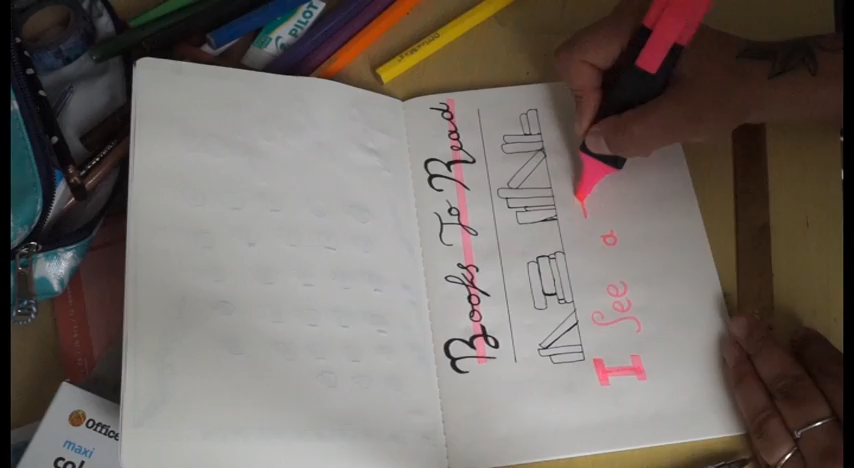 Books To Read
I See a
PILOT
Office
maxi
col